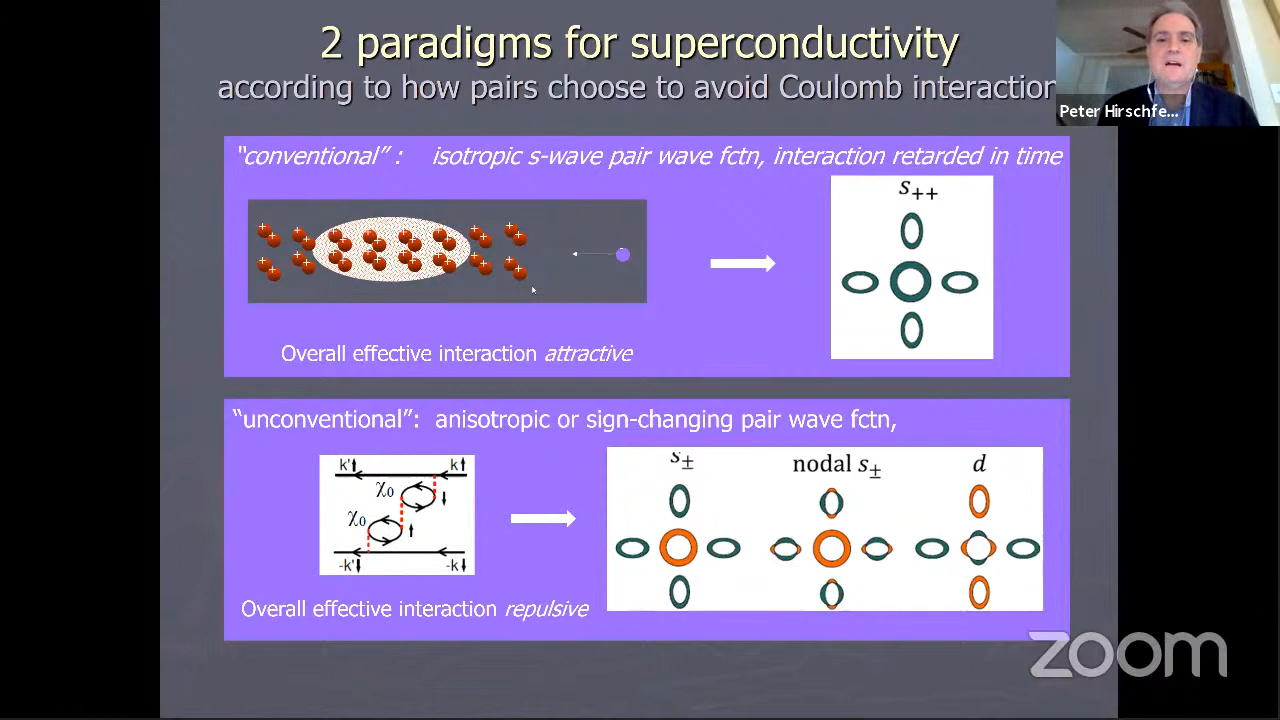 2 paradigms for superconductivity
according to how pairs choose to avoid Coulomb interaction
Peter Hirschfe...
"conventional" : isotropic s-wave pair wave fctn, interaction retarded in time
s++
+ + + + + + + +
+ + + + + + + +
+ + + + + + + +
+ + + + + + + +
-
Overall effective interaction attractive
"unconventional": anisotropic or sign-changing pair wave fctn,
s± nodal s± d
k'↑ k↑
χ₀ ↓
χ₀ ↑
-k'↓ -k↓
Overall effective interaction repulsive
zoom